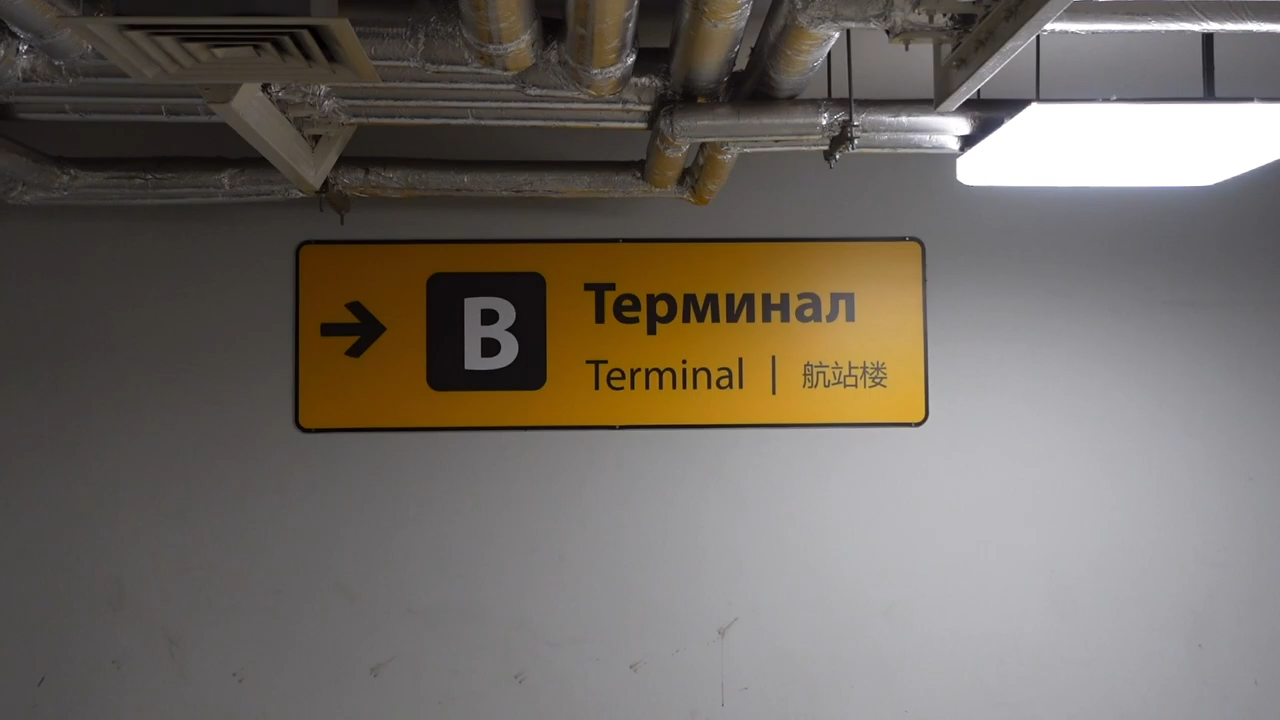 → B Терминал
Terminal | 航站楼